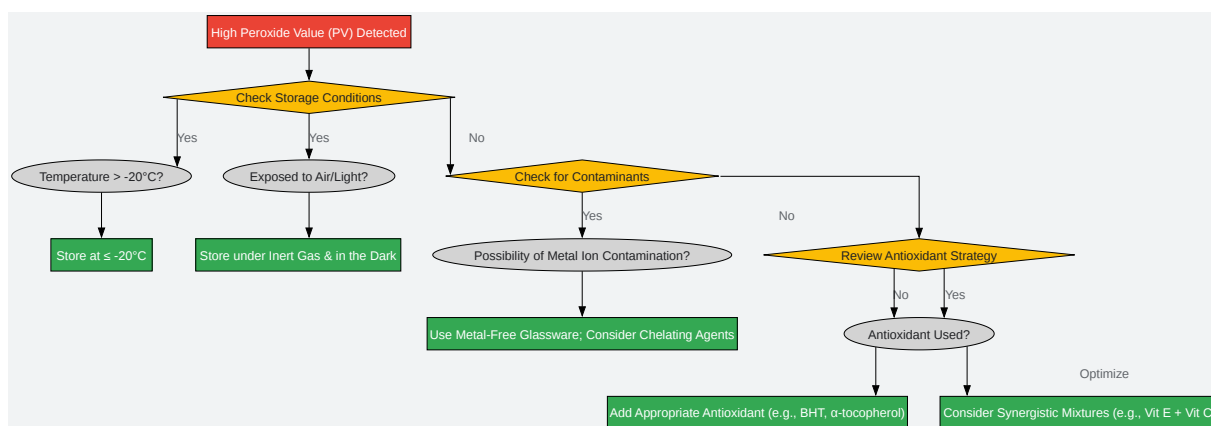 High Peroxide Value (PV) Detected
Check Storage Conditions
Yes
Yes
No
Temperature > -20°C?
Exposed to Air/Light?
Check for Contaminants
Yes
No
Store at ≤ -20°C
Store under Inert Gas & in the Dark
Possibility of Metal Ion Contamination?
Review Antioxidant Strategy
No
Yes
Use Metal-Free Glassware; Consider Chelating Agents
Antioxidant Used?
Optimize
Add Appropriate Antioxidant (e.g., BHT, α-tocopherol)
Consider Synergistic Mixtures (e.g., Vit E + Vit C